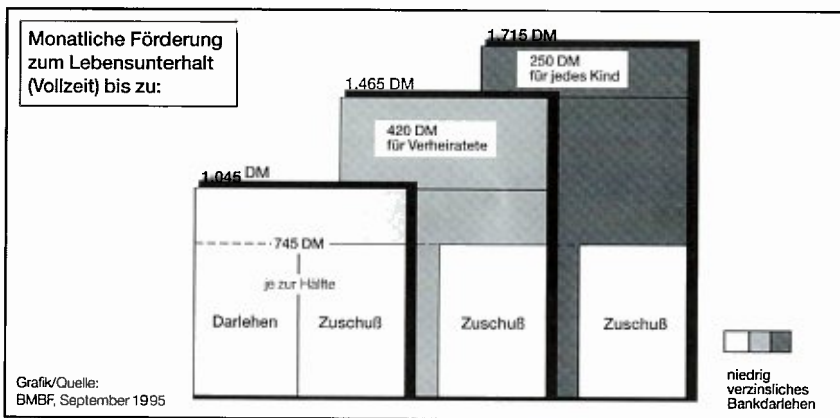 Monatliche Förderung
zum Lebensunterhalt
(Vollzeit) bis zu:
1.715 DM
250 DM
für jedes Kind
1.465 DM
420 DM
für Verheiratete
1.045 DM
745 DM
je zur Hälfte
Darlehen
Zuschuß
Zuschuß
Zuschuß
niedrig
verzinsliches
Bankdarlehen
Grafik/Quelle:
BMBF, September 1995